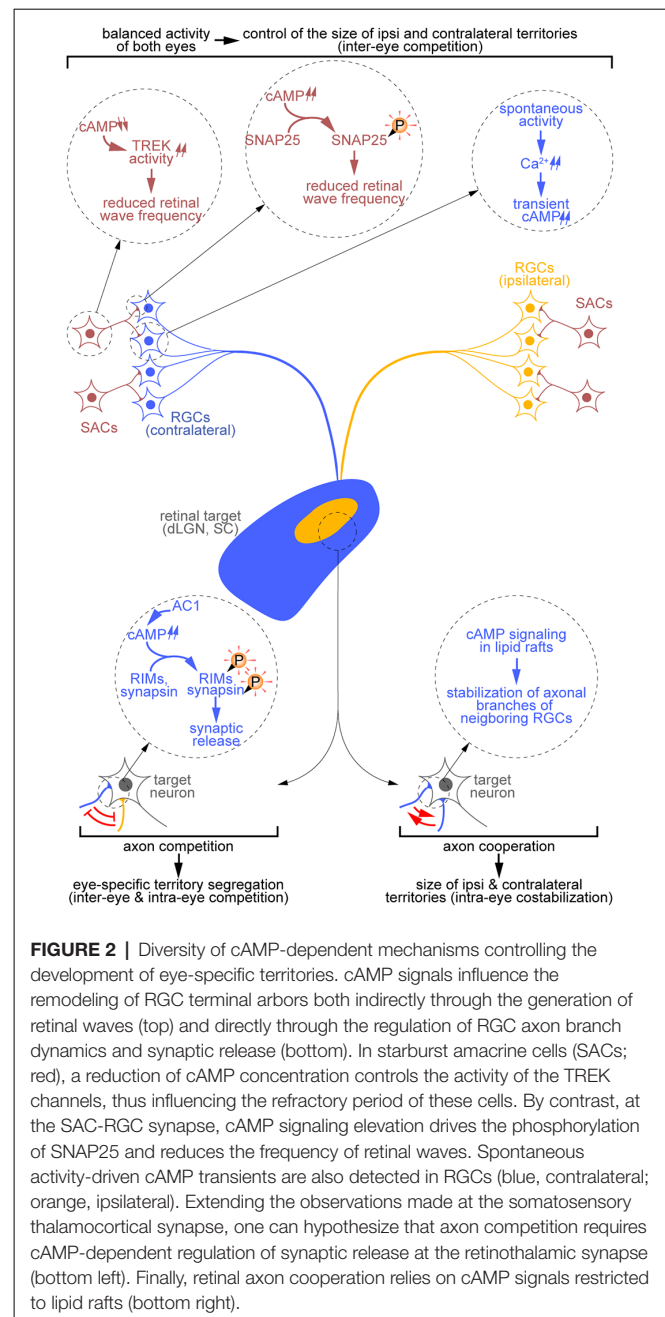 balanced activity of both eyes
control of the size of ipsi and contralateral territories (inter-eye competition)
cAMP
TREK activity
reduced retinal wave frequency
cAMP
SNAP25
SNAP25
P
reduced retinal wave frequency
spontaneous activity
Ca2+
transient cAMP
RGCs (ipsilateral)
SACs
SACs
RGCs (contralateral)
retinal target (dLGN, SC)
AC1
cAMP
RIMs, synapsin
RIMs, synapsin
P
P
synaptic release
cAMP signaling in lipid rafts
stabilization of axonal branches of neigboring RGCs
target neuron
target neuron
axon competition
axon cooperation
eye-specific territory segregation (inter-eye & intra-eye competition)
size of ipsi & contralateral territories (intra-eye costabilization)
FIGURE 2 | Diversity of cAMP-dependent mechanisms controlling the
development of eye-specific territories. cAMP signals influence the
remodeling of RGC terminal arbors both indirectly through the generation of
retinal waves (top) and directly through the regulation of RGC axon branch
dynamics and synaptic release (bottom). In starburst amacrine cells (SACs;
red), a reduction of cAMP concentration controls the activity of the TREK
channels, thus influencing the refractory period of these cells. By contrast, at
the SAC-RGC synapse, cAMP signaling elevation drives the phosphorylation
of SNAP25 and reduces the frequency of retinal waves. Spontaneous
activity-driven cAMP transients are also detected in RGCs (blue, contralateral;
orange, ipsilateral). Extending the observations made at the somatosensory
thalamocortical synapse, one can hypothesize that axon competition requires
cAMP-dependent regulation of synaptic release at the retinothalamic synapse
(bottom left). Finally, retinal axon cooperation relies on cAMP signals restricted
to lipid rafts (bottom right).